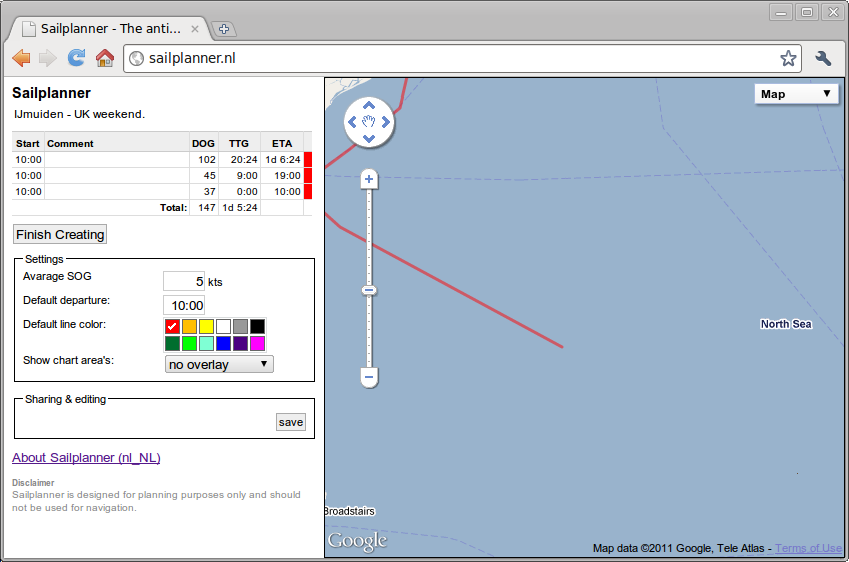 Sailplanner - The anti...
sailplanner.nl
Sailplanner
IJmuiden - UK weekend.
Start Comment DOG TTG ETA
10:00 102 20:24 1d 6:24
10:00 45 9:00 19:00
10:00 37 0:00 10:00
Total: 147 1d 5:24
Finish Creating
Settings
Avarage SOG 5 kts
Default departure: 10:00
Default line color:
Show chart area's: no overlay
Sharing & editing
save
About Sailplanner (nl_NL)
Disclaimer
Sailplanner is designed for planning purposes only and should
not be used for navigation.
Map
North Sea
Broadstairs
Google
Map data ©2011 Google, Tele Atlas - Terms of Use